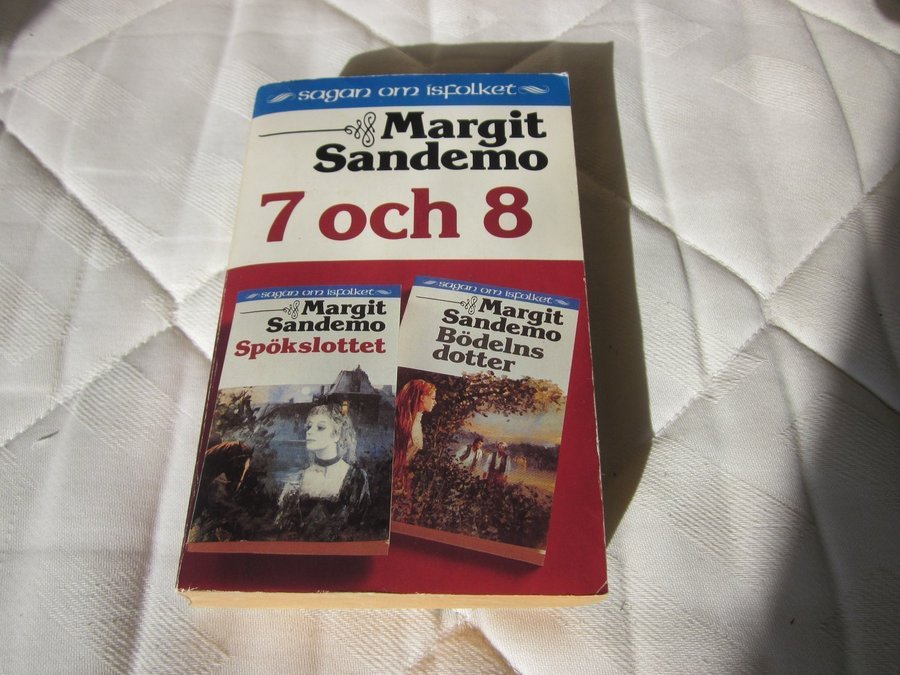 sagan om isfolket
Margit
Sandemo
7 och 8
sagan om isfolket
Margit
Sandemo
Spökslottet
sagan om isfolket
Margit
Sandemo
Bödelns
dotter